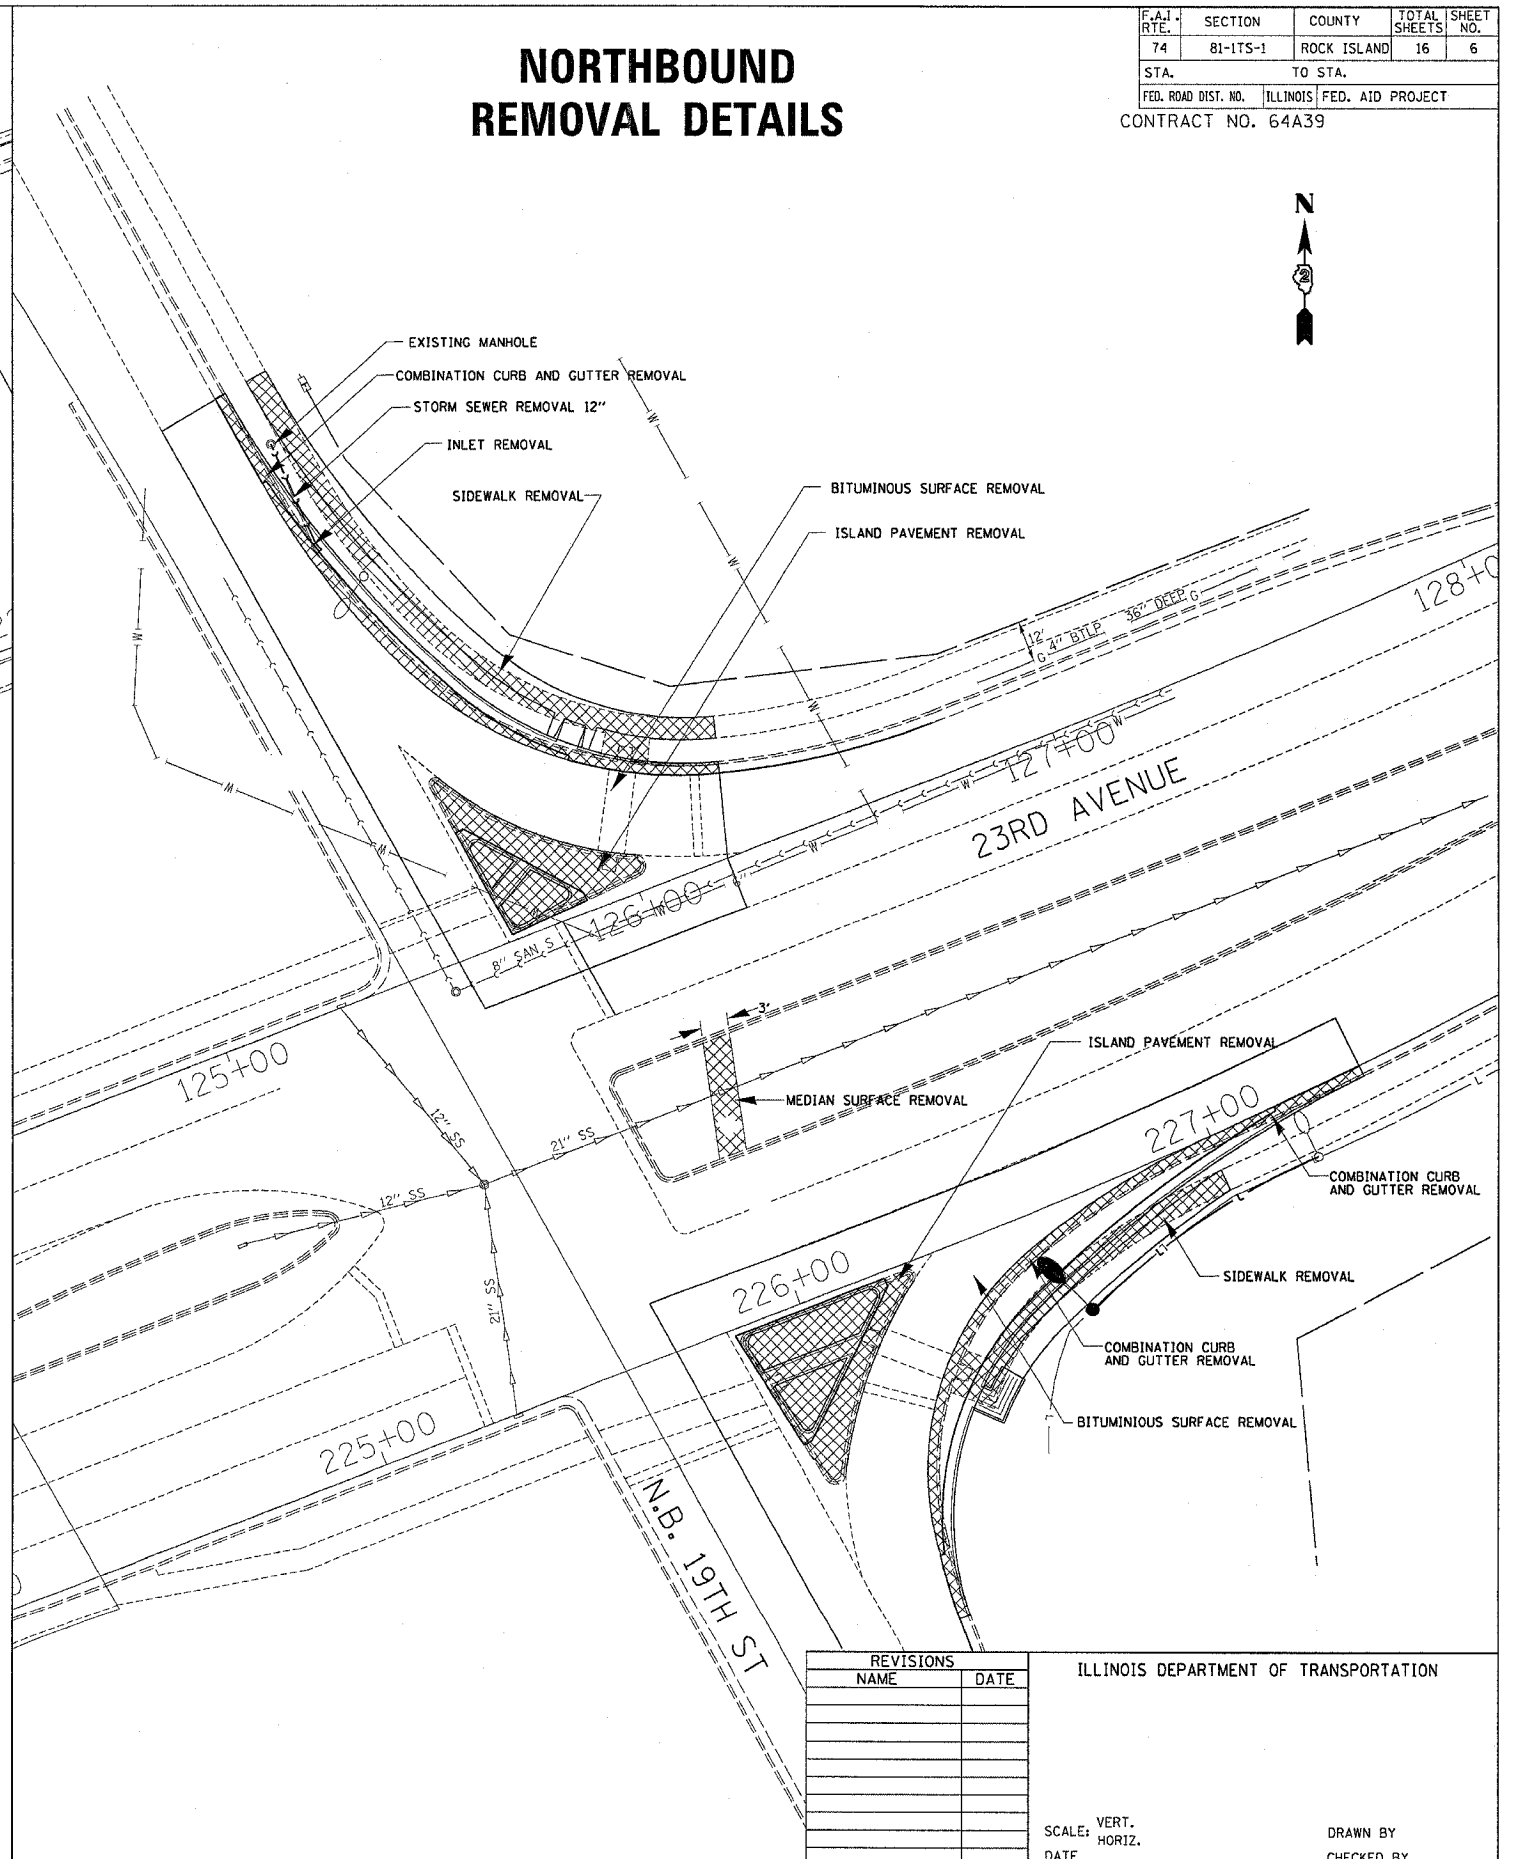 NORTHBOUND
REMOVAL DETAILS
F.A.I. RTE. SECTION COUNTY TOTAL SHEETS SHEET NO.
74 81-1TS-1 ROCK ISLAND 16 6
STA. TO STA.
FED. ROAD DIST. NO. ILLINOIS FED. AID PROJECT
CONTRACT NO. 64A39
N
2
EXISTING MANHOLE
COMBINATION CURB AND GUTTER REMOVAL
STORM SEWER REMOVAL 12"
INLET REMOVAL
SIDEWALK REMOVAL
BITUMINOUS SURFACE REMOVAL
ISLAND PAVEMENT REMOVAL
W
W
W
W
W
W
W
W
W
W
12'
G 4" BTLP 36" DEEP G
128+0
127+00
23RD AVENUE
126+00
8" SAN S
3'
125+00
12" SS
21" SS
MEDIAN SURFACE REMOVAL
ISLAND PAVEMENT REMOVAL
227+00
COMBINATION CURB
AND GUTTER REMOVAL
12" SS
226+00
SIDEWALK REMOVAL
21" SS
COMBINATION CURB
AND GUTTER REMOVAL
BITUMINIOUS SURFACE REMOVAL
225+00
N.B. 19TH ST
REVISIONS
NAME DATE
ILLINOIS DEPARTMENT OF TRANSPORTATION
SCALE: VERT.
HORIZ.
DATE
DRAWN BY
CHECKED BY